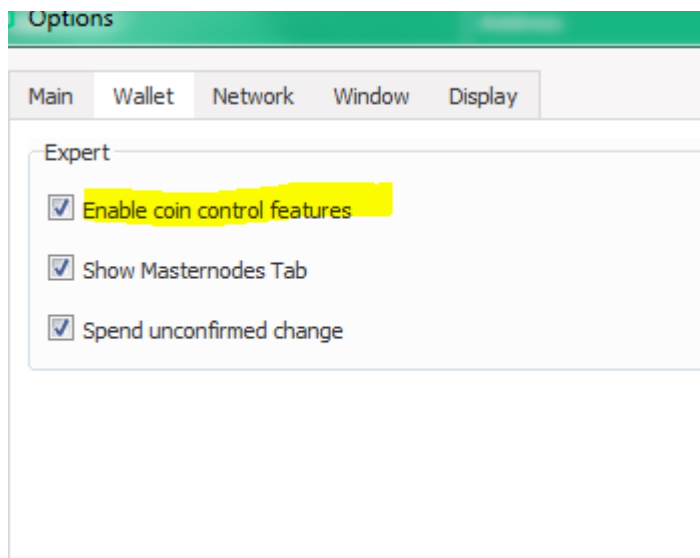 Options
Main Wallet Network Window Display
Expert
Enable coin control features
Show Masternodes Tab
Spend unconfirmed change